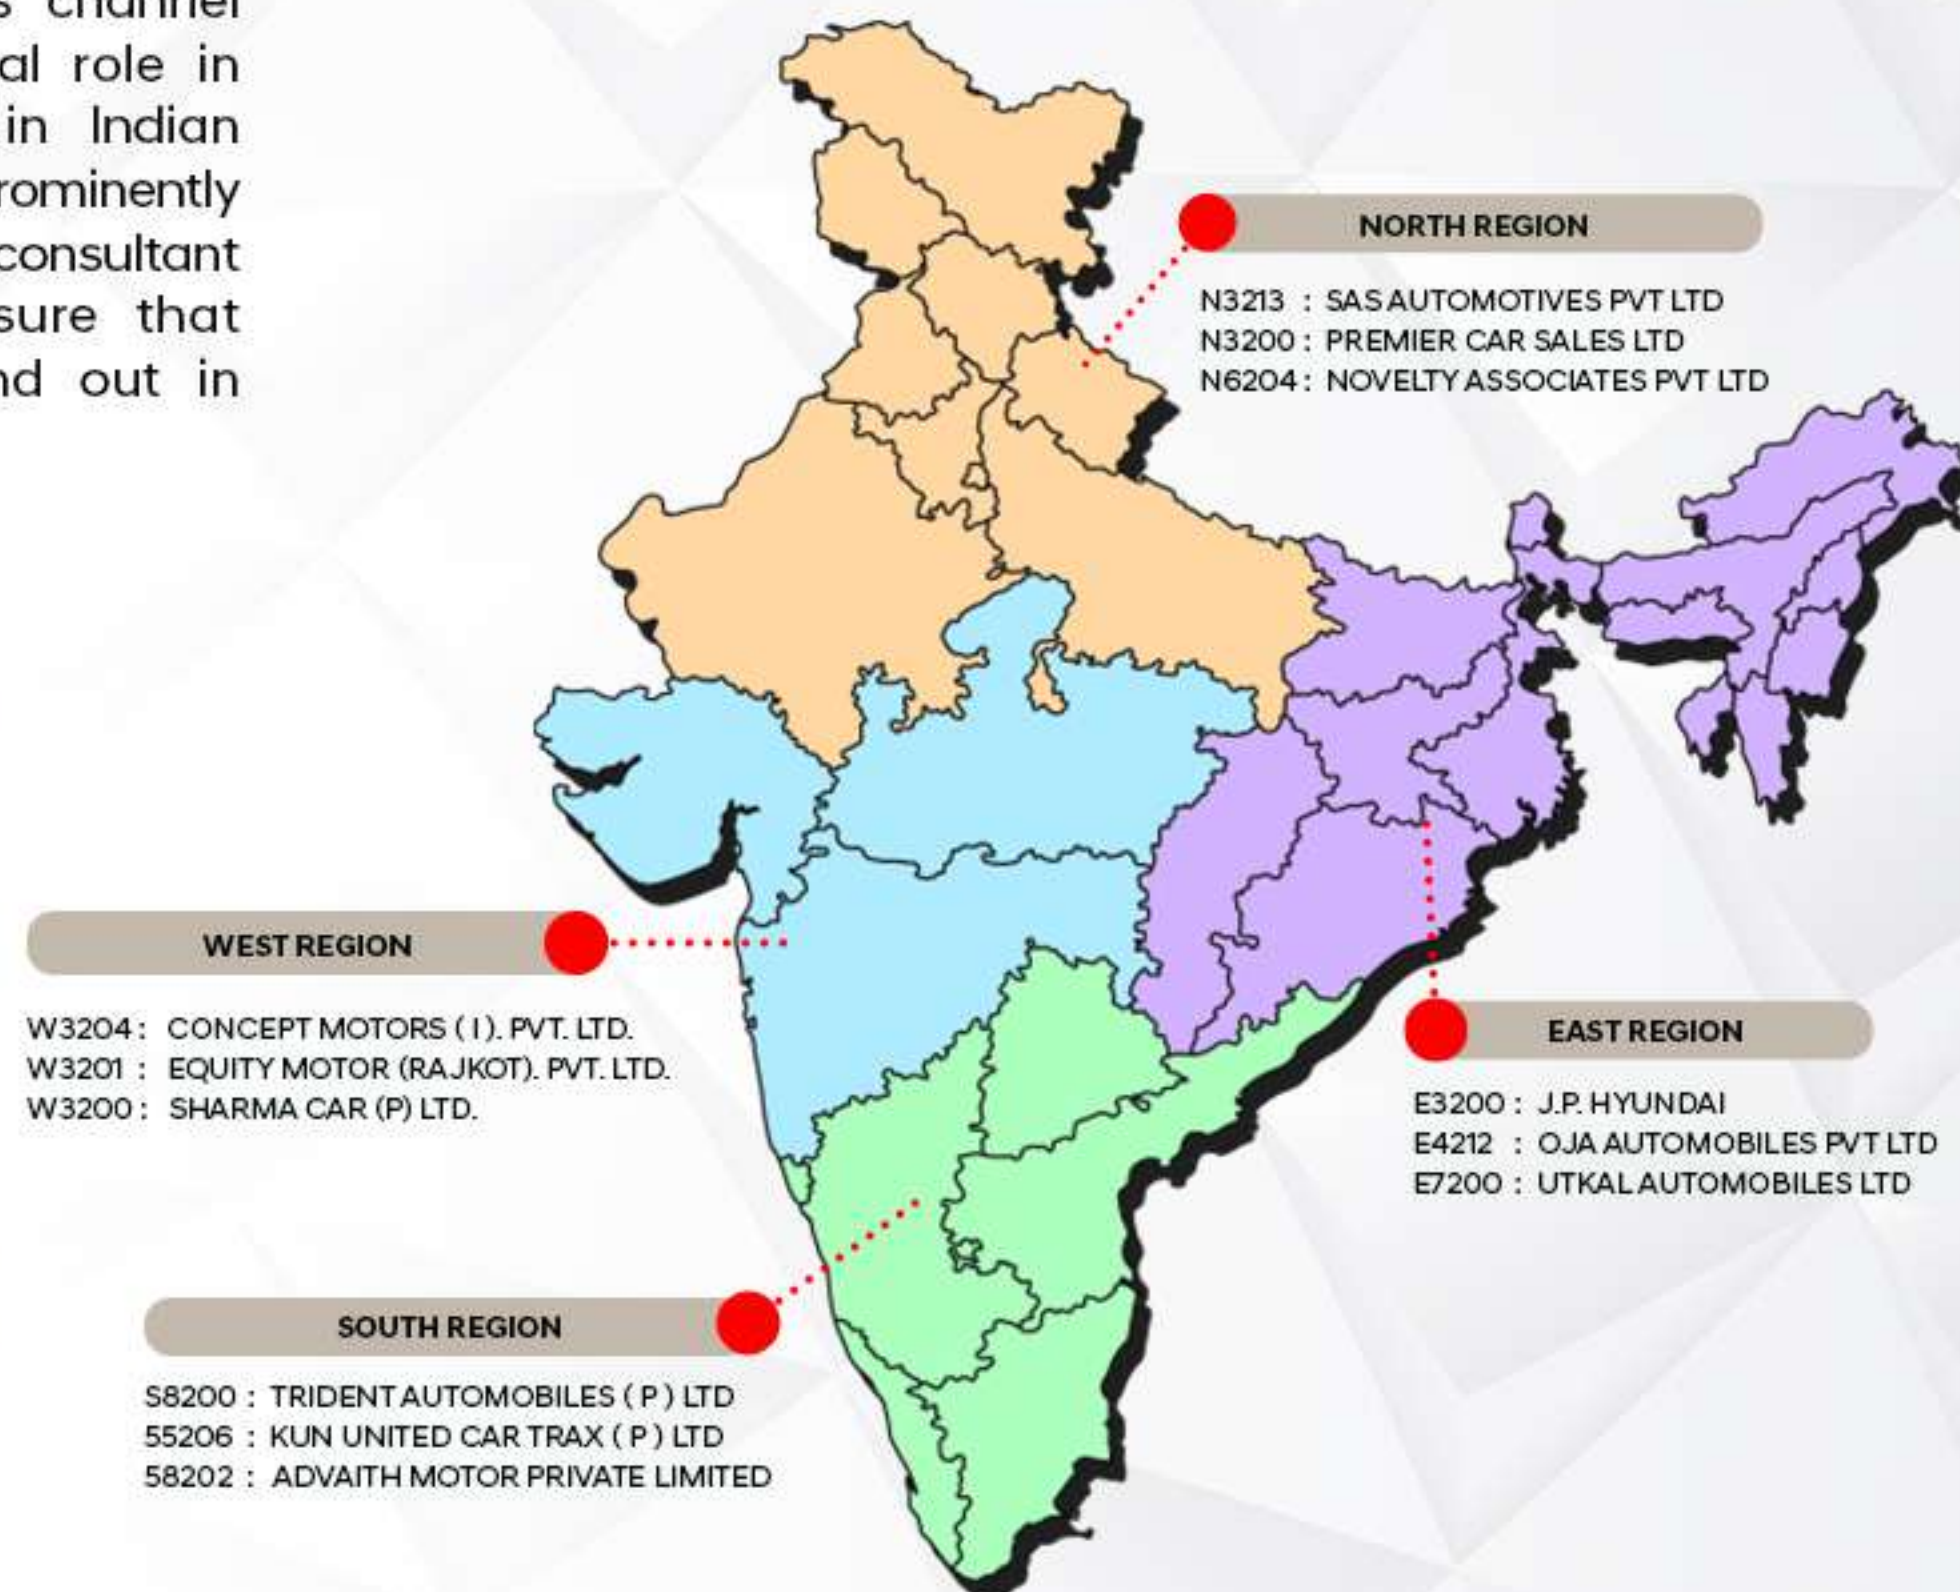 s channel
al role in
in Indian
rominently
consultant
sure that
nd out in
NORTH REGION
N3213 : SAS AUTOMOTIVES PVT LTD
N3200 : PREMIER CAR SALES LTD
N6204 : NOVELTY ASSOCIATES PVT LTD
WEST REGION
W3204 : CONCEPT MOTORS ( I ). PVT. LTD.
W3201 : EQUITY MOTOR (RAJKOT). PVT. LTD.
W3200 : SHARMA CAR (P) LTD.
EAST REGION
E3200 : J.P. HYUNDAI
E4212 : OJA AUTOMOBILES PVT LTD
E7200 : UTKAL AUTOMOBILES LTD
SOUTH REGION
S8200 : TRIDENT AUTOMOBILES ( P ) LTD
55206 : KUN UNITED CAR TRAX ( P ) LTD
58202 : ADVAITH MOTOR PRIVATE LIMITED